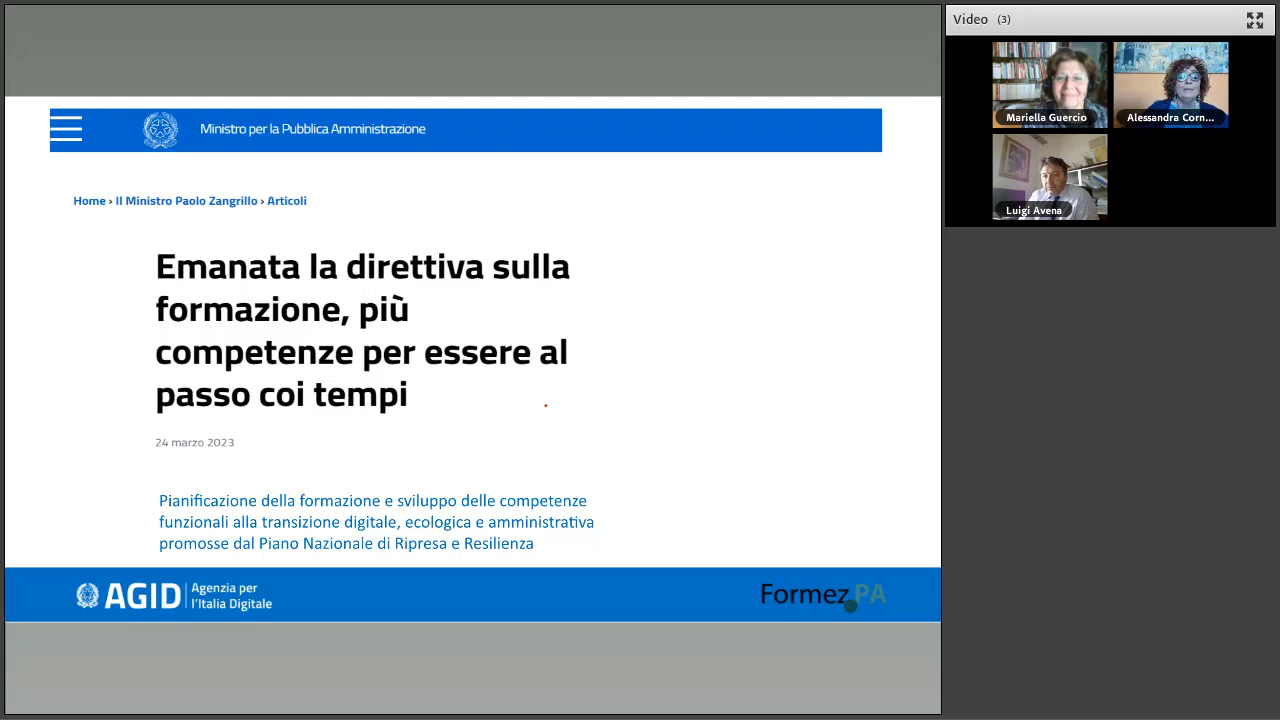 Ministro per la Pubblica Amministrazione
Home › Il Ministro Paolo Zangrillo › Articoli
Emanata la direttiva sulla
formazione, più
competenze per essere al
passo coi tempi
24 marzo 2023
Pianificazione della formazione e sviluppo delle competenze
funzionali alla transizione digitale, ecologica e amministrativa
promosse dal Piano Nazionale di Ripresa e Resilienza
AGID
Agenzia per
l'Italia Digitale
Formez PA
Video (3)
Mariella Guercio
Alessandra Corn...
Luigi Avena